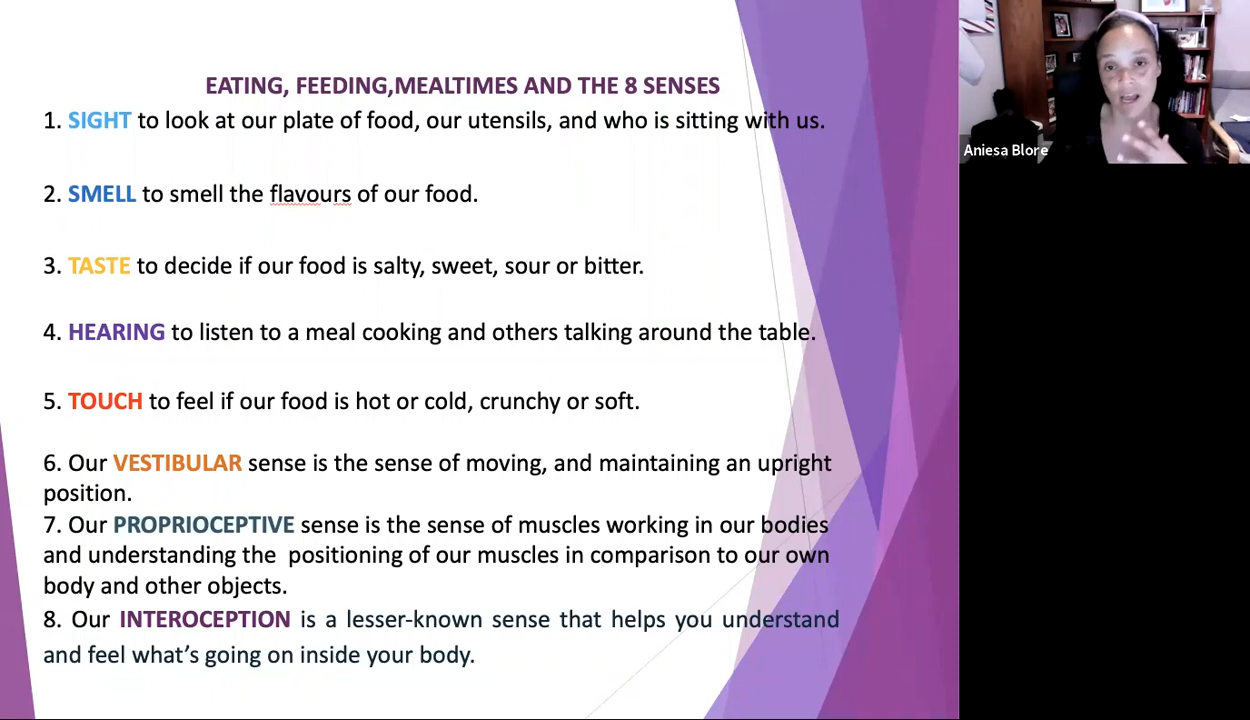 EATING, FEEDING,MEALTIMES AND THE 8 SENSES
1. SIGHT to look at our plate of food, our utensils, and who is sitting with us.
2. SMELL to smell the flavours of our food.
3. TASTE to decide if our food is salty, sweet, sour or bitter.
4. HEARING to listen to a meal cooking and others talking around the table.
5. TOUCH to feel if our food is hot or cold, crunchy or soft.
6. Our VESTIBULAR sense is the sense of moving, and maintaining an upright
position.
7. Our PROPRIOCEPTIVE sense is the sense of muscles working in our bodies
and understanding the positioning of our muscles in comparison to our own
body and other objects.
8. Our INTEROCEPTION is a lesser-known sense that helps you understand
and feel what’s going on inside your body.
Aniesa Blore